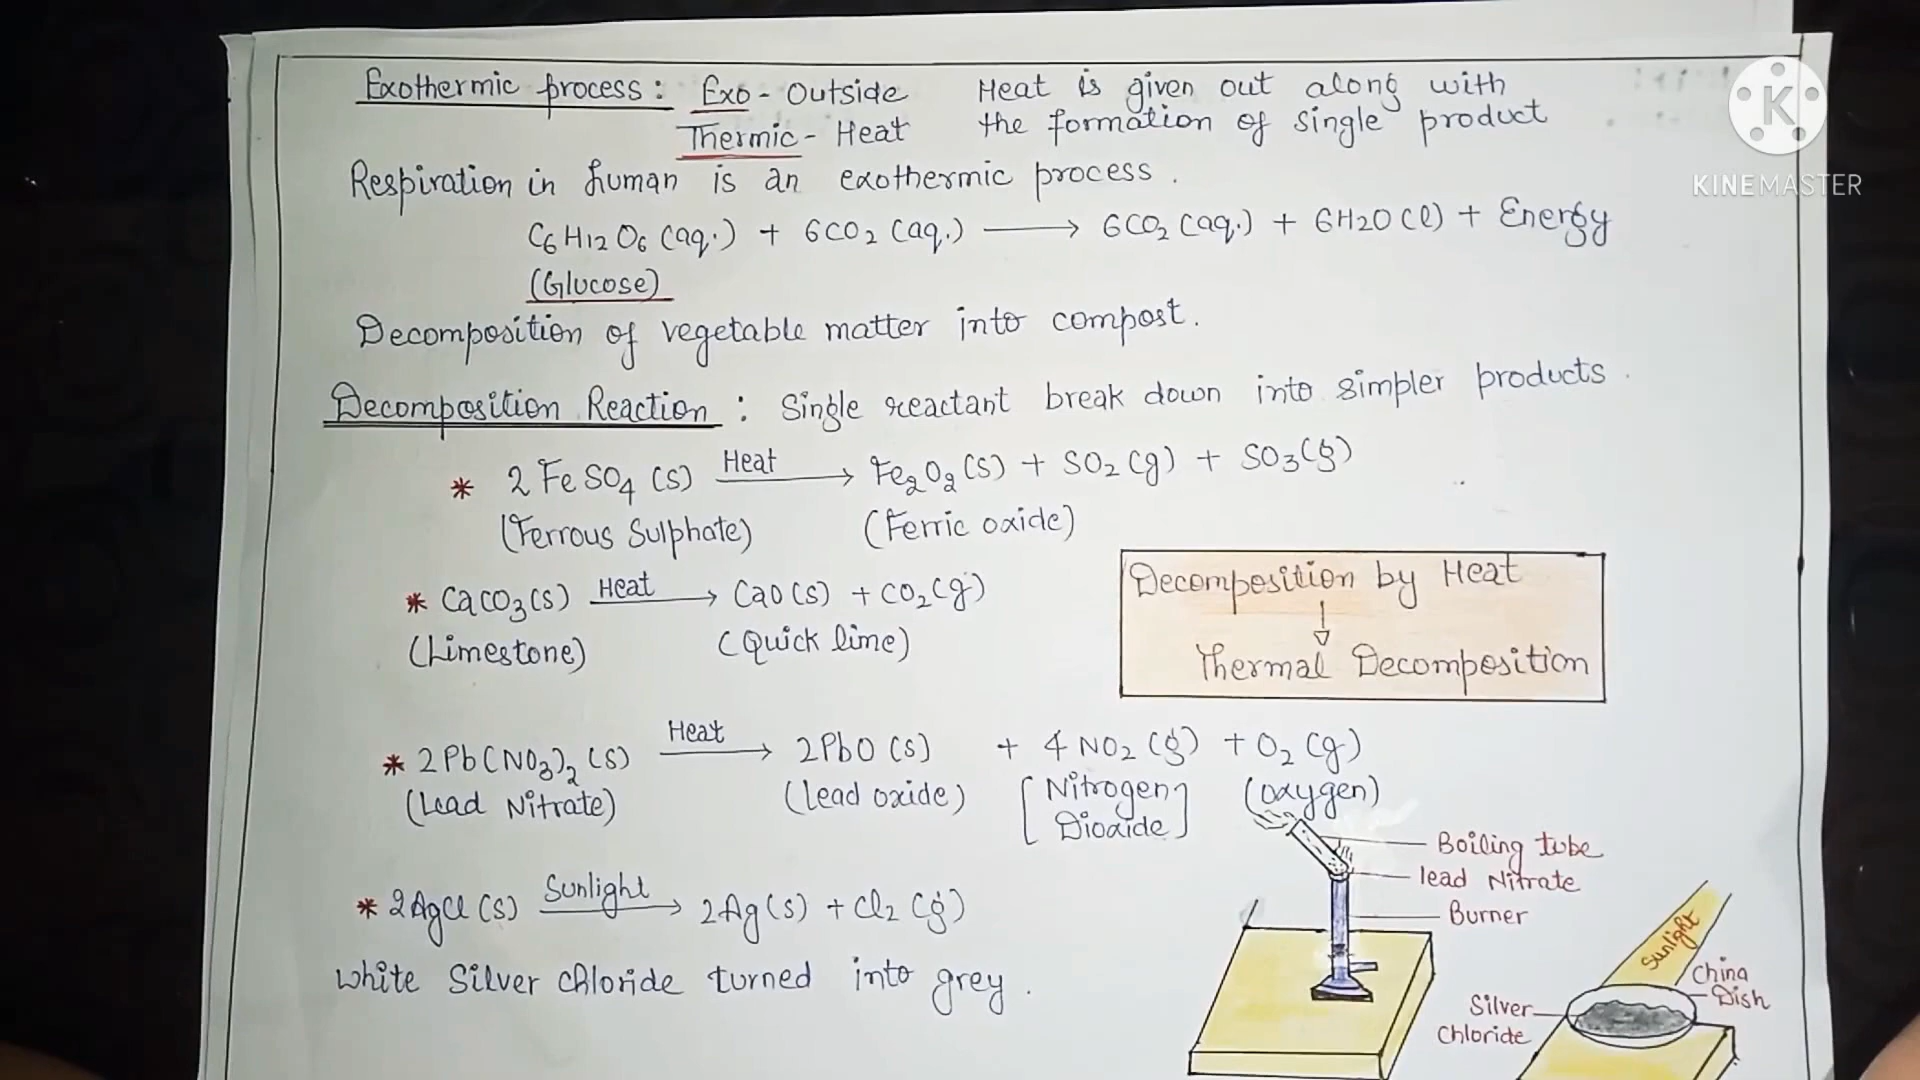 Exothermic process: Exo - Outside Heat is given out along with
Thermic - Heat the formation of single product
Respiration in human is an exothermic process.
C6H12O6 (aq.) + 6CO2 (aq.) ⟶ 6CO2 (aq.) + 6H2O (l) + Energy
(Glucose)
Decomposition of vegetable matter into compost.
Decomposition Reaction : Single reactant break down into simpler products.
* 2 FeSO4 (s) Heat ⟶ Fe2O2 (s) + SO2 (g) + SO3 (g)
(Ferrous Sulphate) (Ferric oxide)
* CaCO3 (s) Heat ⟶ CaO (s) + CO2 (g)
(Limestone) (Quick lime)
Decomposition by Heat
Thermal Decomposition
* 2Pb(NO3)2 (s) Heat ⟶ 2PbO (s) + 4NO2 (g) + O2 (g)
(Lead Nitrate) (lead oxide) [Nitrogen Dioxide] (oxygen)
* 2AgCl (s) Sunlight ⟶ 2Ag (s) + Cl2 (g)
White Silver chloride turned into grey.
Boiling tube
lead Nitrate
Burner
Sunlight
China Dish
Silver Chloride
K
KINEMASTER